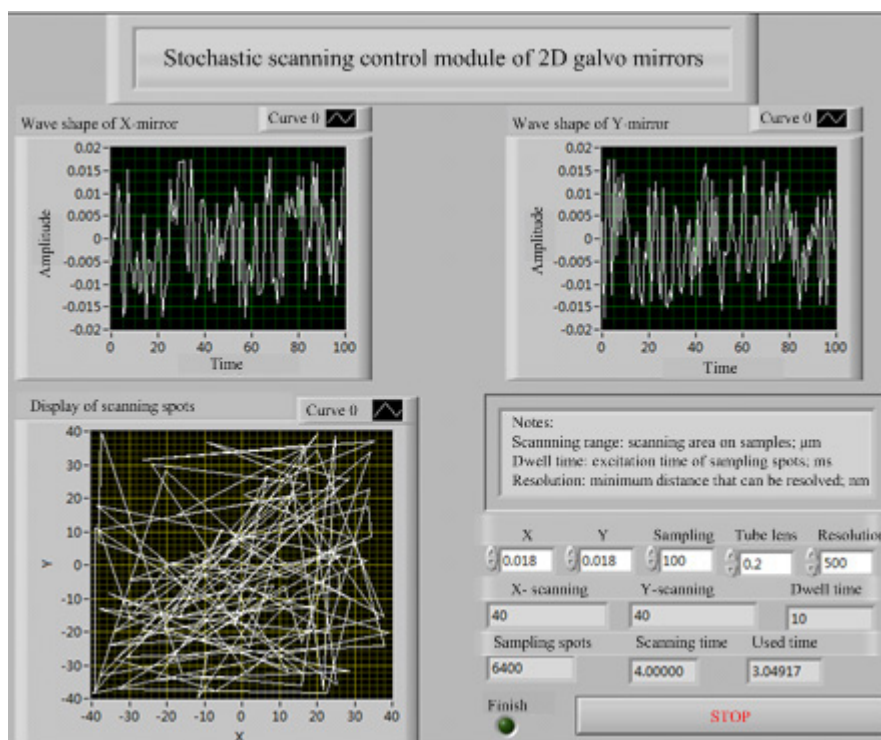 Stochastic scanning control module of 2D galvo mirrors
Wave shape of X-mirror
Curve 0
0.02
0.015
0.01
0.005
0
-0.005
-0.01
-0.015
-0.02
Amplitude
0 20 40 60 80 100
Time
Wave shape of Y-mirror
Curve 0
0.02
0.015
0.01
0.005
0
-0.005
-0.01
-0.015
-0.02
Amplitude
0 20 40 60 80 100
Time
Display of scanning spots
Curve 0
40
30
20
10
0
-10
-20
-30
-40
Y
-40 -30 -20 -10 0 10 20 30 40
X
Notes:
Scannning range: scanning area on samples; μm
Dwell time: excitation time of sampling spots; ms
Resolution: minimum distance that can be resolved; nm
X Y Sampling Tube lens Resolution
0.018 0.018 100 0.2 500
X- scanning Y-scanning Dwell time
40 40 10
Sampling spots Scanning time Used time
6400 4.00000 3.04917
Finish
STOP